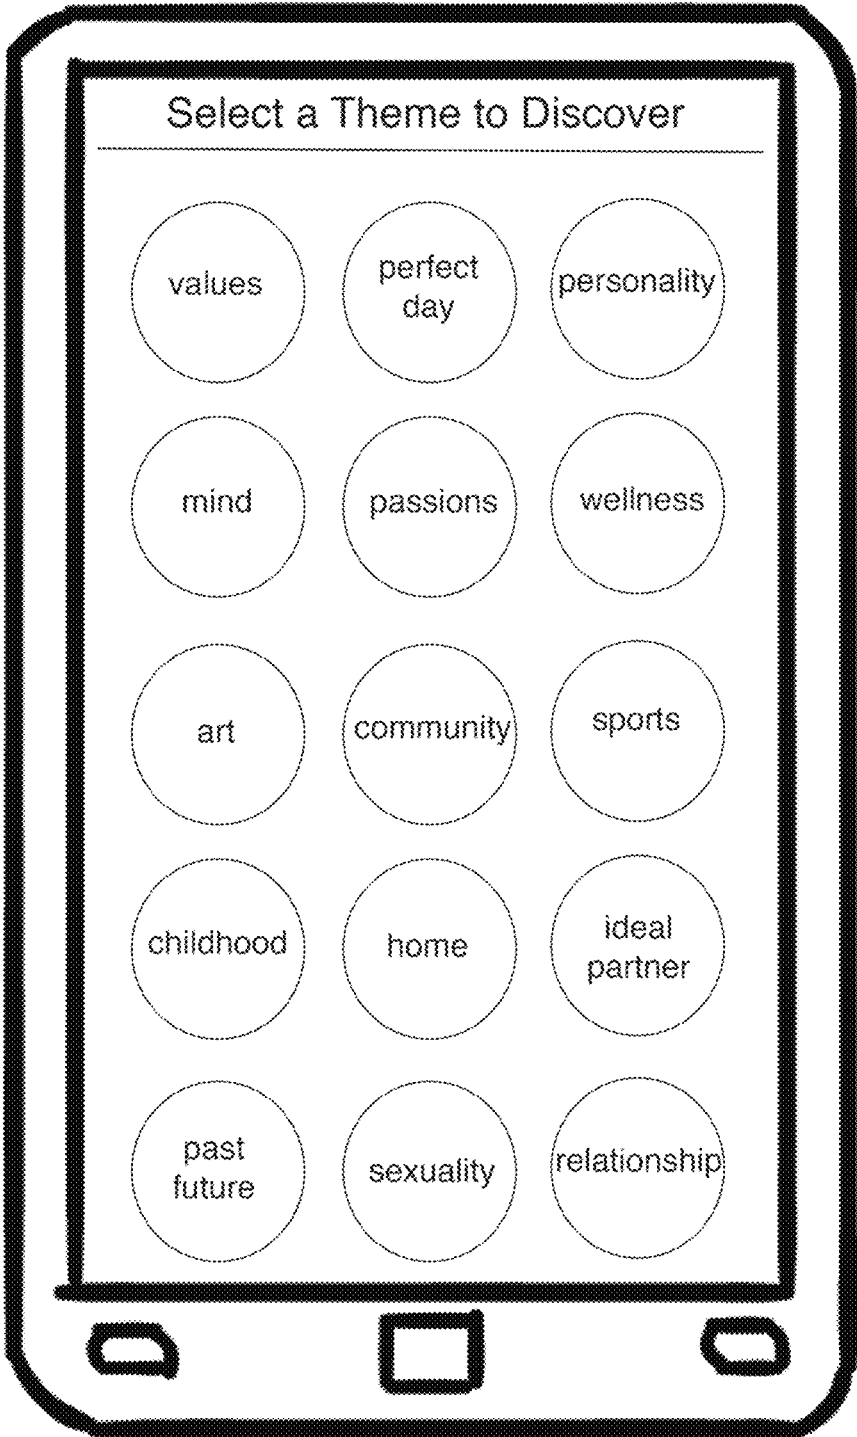 Select a Theme to Discover
values
perfect
day
personality
mind
passions
wellness
art
community
sports
childhood
home
ideal
partner
past
future
sexuality
relationship